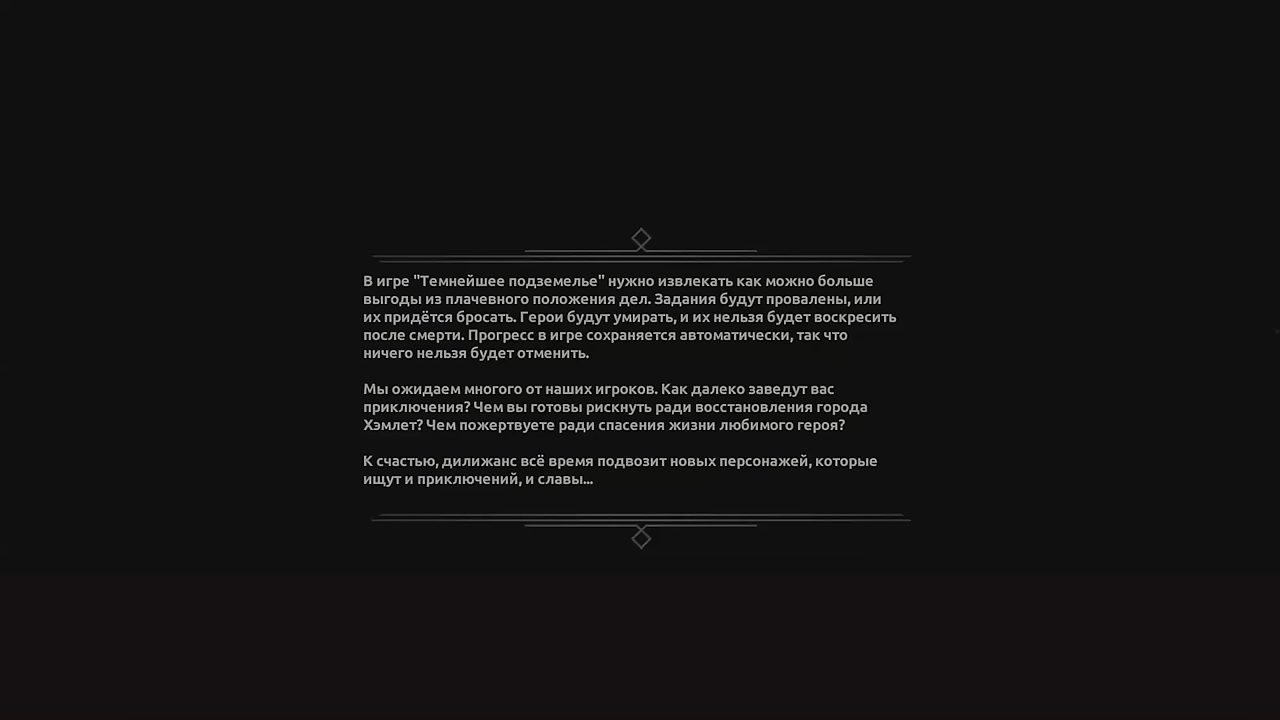 В игре "Темнейшее подземелье" нужно извлекать как можно больше
выгоды из плачевного положения дел. Задания будут провалены, или
их придётся бросать. Герои будут умирать, и их нельзя будет воскресить
после смерти. Прогресс в игре сохраняется автоматически, так что
ничего нельзя будет отменить.
Мы ожидаем многого от наших игроков. Как далеко заведут вас
приключения? Чем вы готовы рискнуть ради восстановления города
Хэмлет? Чем пожертвуете ради спасения жизни любимого героя?
К счастью, дилижанс всё время подвозит новых персонажей, которые
ищут и приключений, и славы...